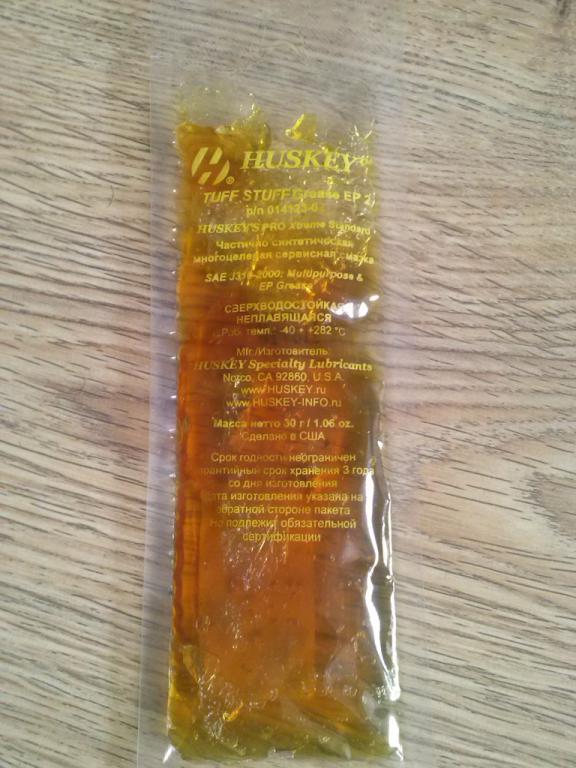 HUSKEY®
TUFF STUFF Grease EP 2
p/n 014123-0
HUSKEY'S PRO Xtreme Standard
Частично синтетическая
многоцелевая сервисная смазка
SAE J310-2000: Multipurpose &
EP Grease
СВЕРХВОДОСТОЙКАЯ
НЕПЛАВЯЩАЯСЯ
Раб. темп.: -40 + +282 °C
Mfr./Изготовитель
HUSKEY Specialty Lubricants
Norco, CA 92860, U.S.A.
www.HUSKEY.ru
www.HUSKEY-INFO.ru
Масса нетто 30 г / 1.06 oz.
Сделано в США
Срок годности неограничен
Гарантийный срок хранения 3 года
со дня изготовления
Дата изготовления указана на
обратной стороне пакета
Не подлежит обязательной
сертификации